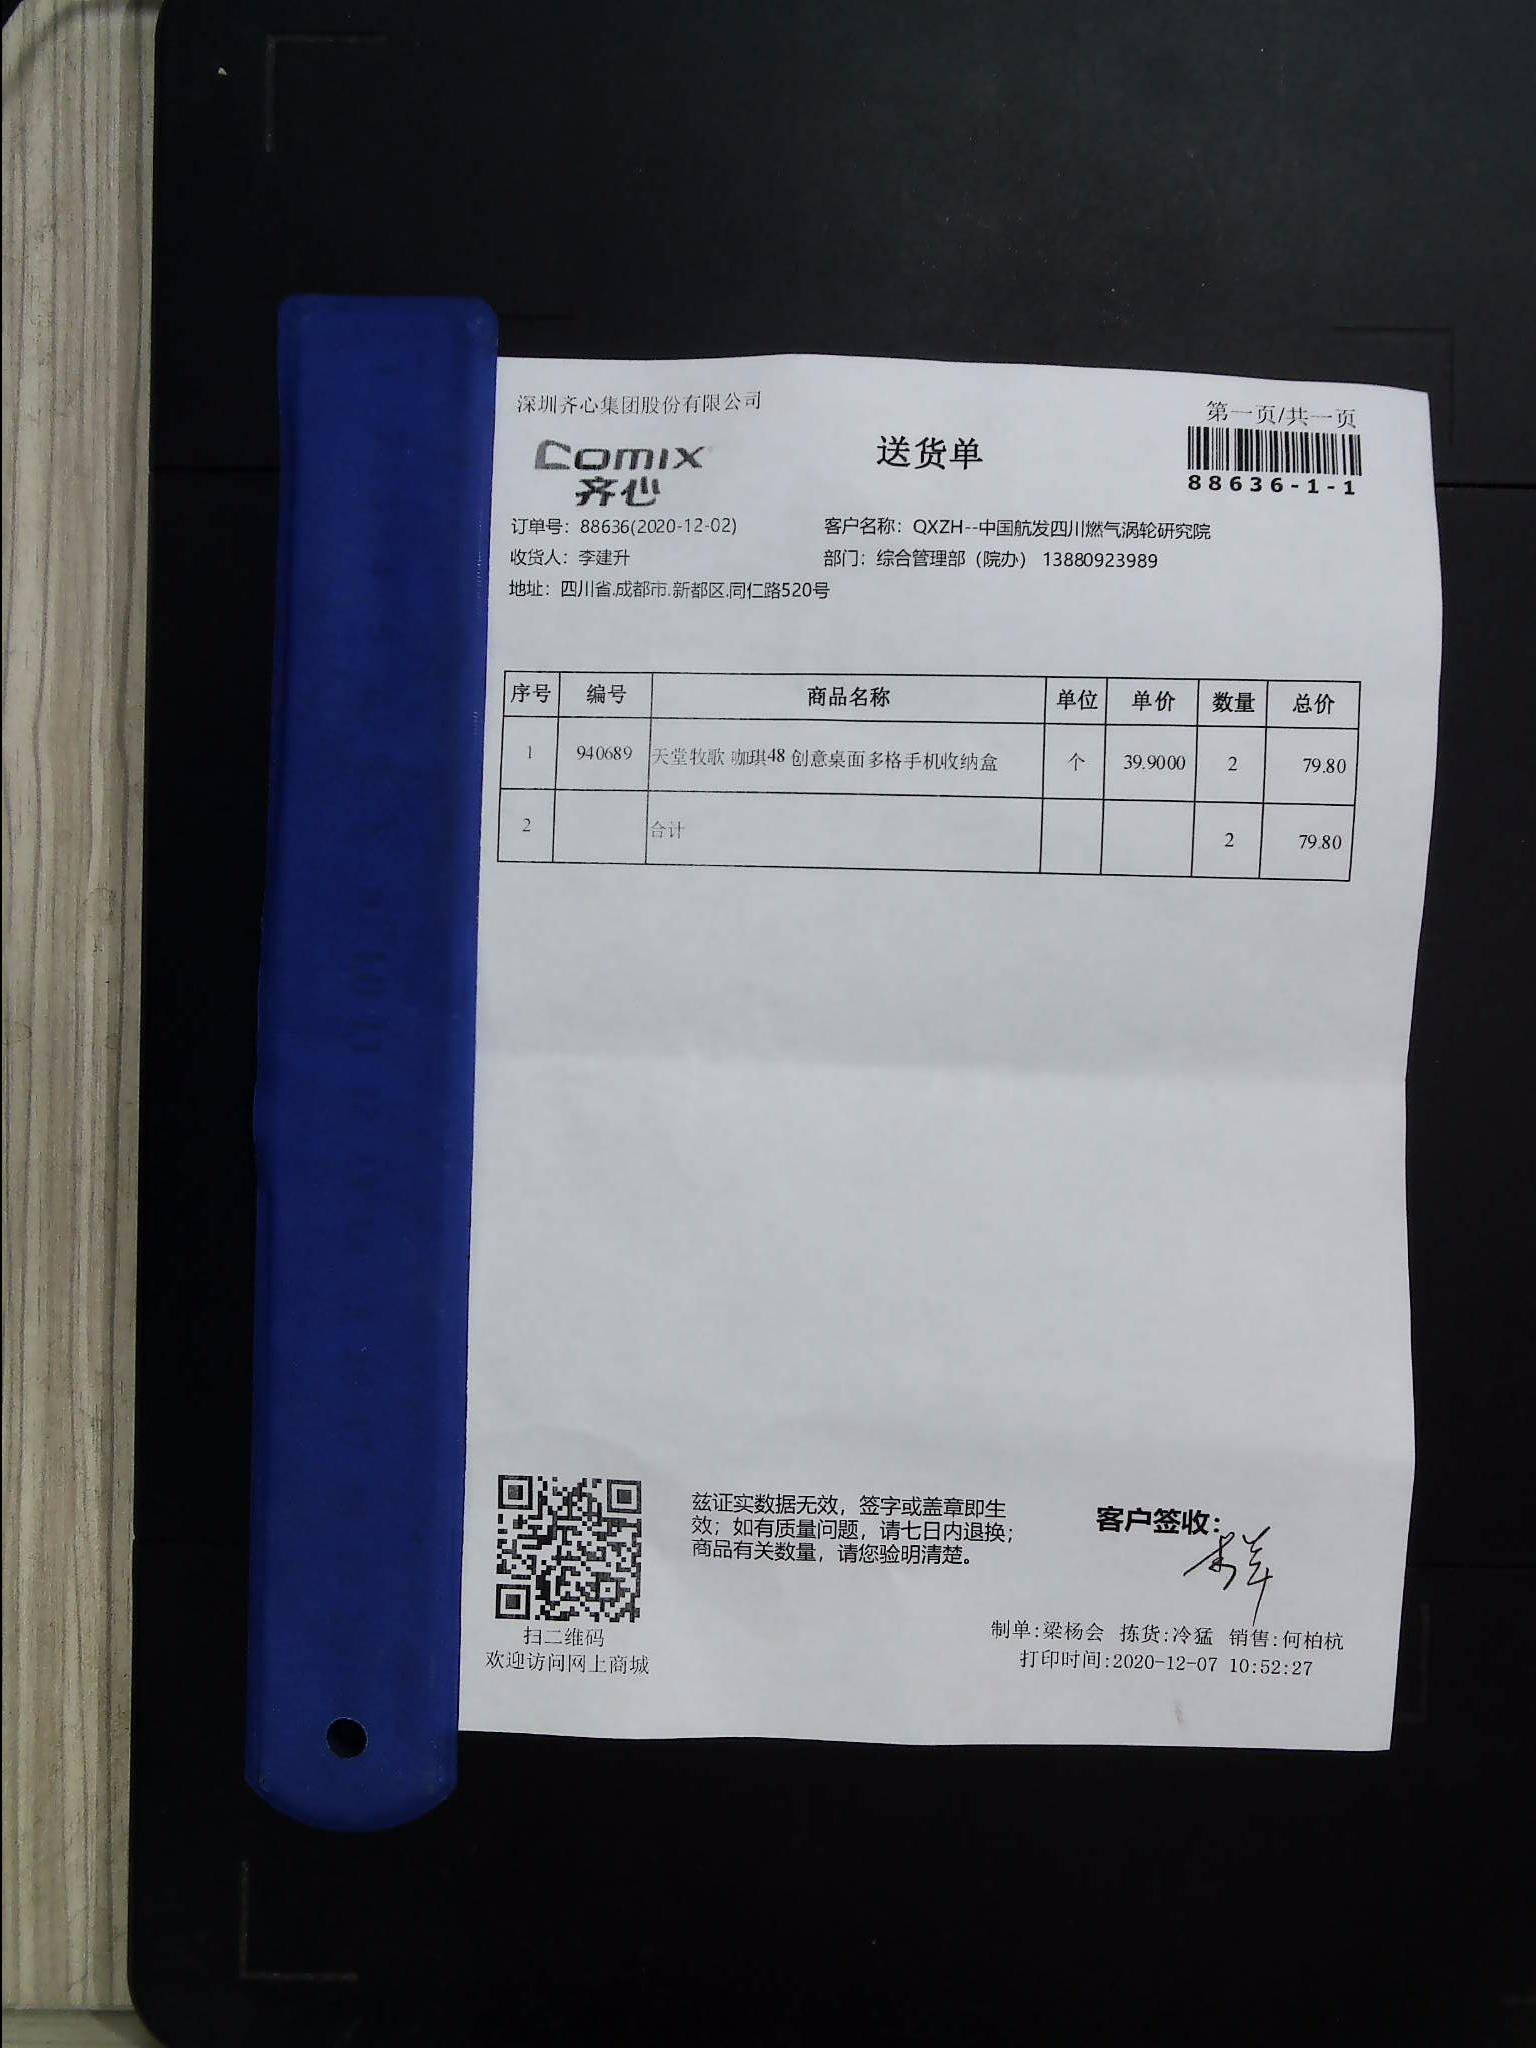 深圳齐心集团股份有限公司
第一页/共一页
comix
齐心
送货单
88636-1-1
订单号：88636(2020-12-02) 客户名称：QXZH--中国航发四川燃气涡轮研究院
收货人：李建升 部门：综合管理部（院办） 13880923989
地址：四川省.成都市.新都区.同仁路520号
序号 编号 商品名称 单位 单价 数量 总价
1 940689 天堂牧歌 咖琪48 创意桌面多格手机收纳盒 个 39.9000 2 79.80
2 合计 2 79.80
兹证实数据无效，签字或盖章即生
效；如有质量问题，请七日内退换；
商品有关数量，请您验明清楚。
客户签收：
扫二维码
欢迎访问网上商城
制单:梁杨会 拣货:冷猛 销售:何柏杭
打印时间:2020-12-07 10:52:27